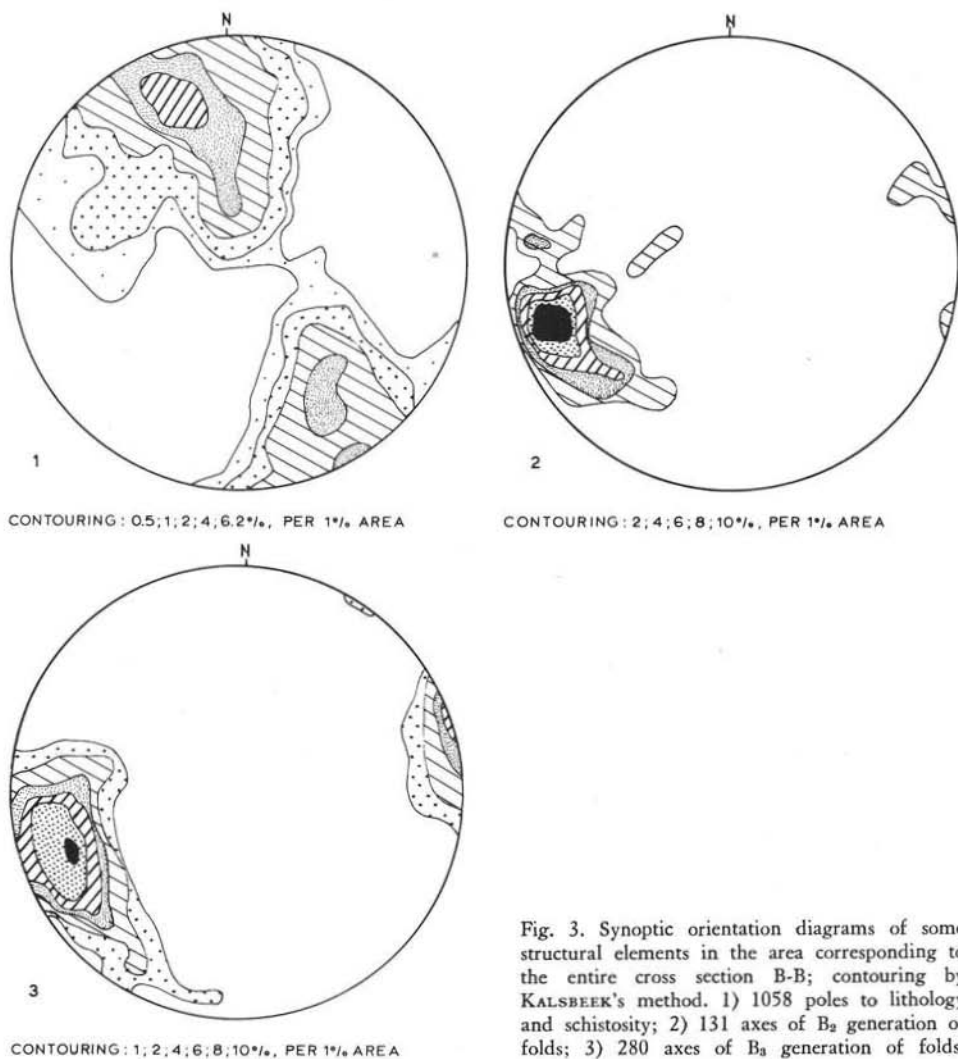 N
N
1
2
CONTOURING : 0.5; 1; 2; 4; 6.2%, PER 1% AREA
CONTOURING : 2; 4; 6; 8; 10%, PER 1% AREA
N
3
CONTOURING : 1; 2; 4; 6; 8; 10%, PER 1% AREA
Fig. 3. Synoptic orientation diagrams of some
structural elements in the area corresponding to
the entire cross section B-B; contouring by
KALSBEEK's method. 1) 1058 poles to lithology
and schistosity; 2) 131 axes of B₂ generation of
folds; 3) 280 axes of B₃ generation of folds